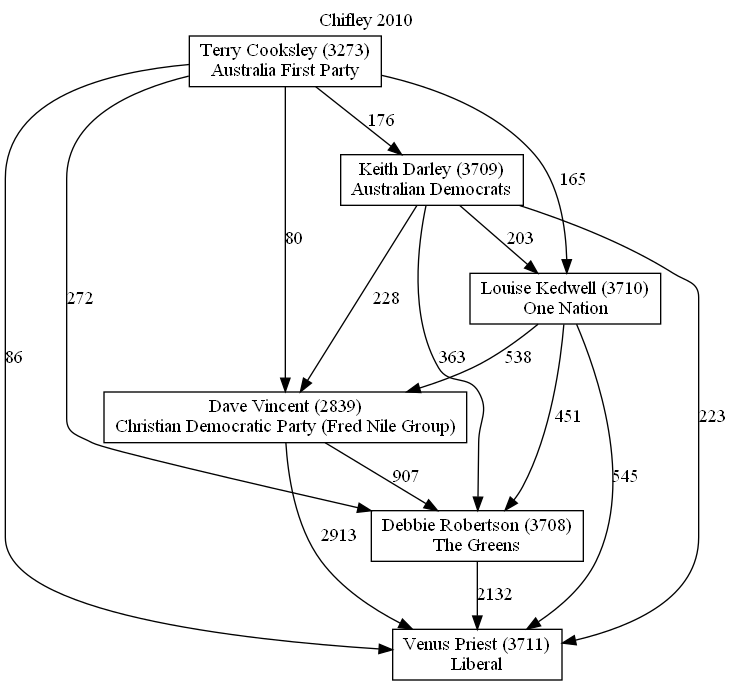 Chifley 2010
Terry Cooksley (3273)
Australia First Party
176
Keith Darley (3709)
Australian Democrats
165
80
203
272
228
Louise Kedwell (3710)
One Nation
86
363
538
Dave Vincent (2839)
Christian Democratic Party (Fred Nile Group)
451
223
907
545
Debbie Robertson (3708)
The Greens
2913
2132
Venus Priest (3711)
Liberal